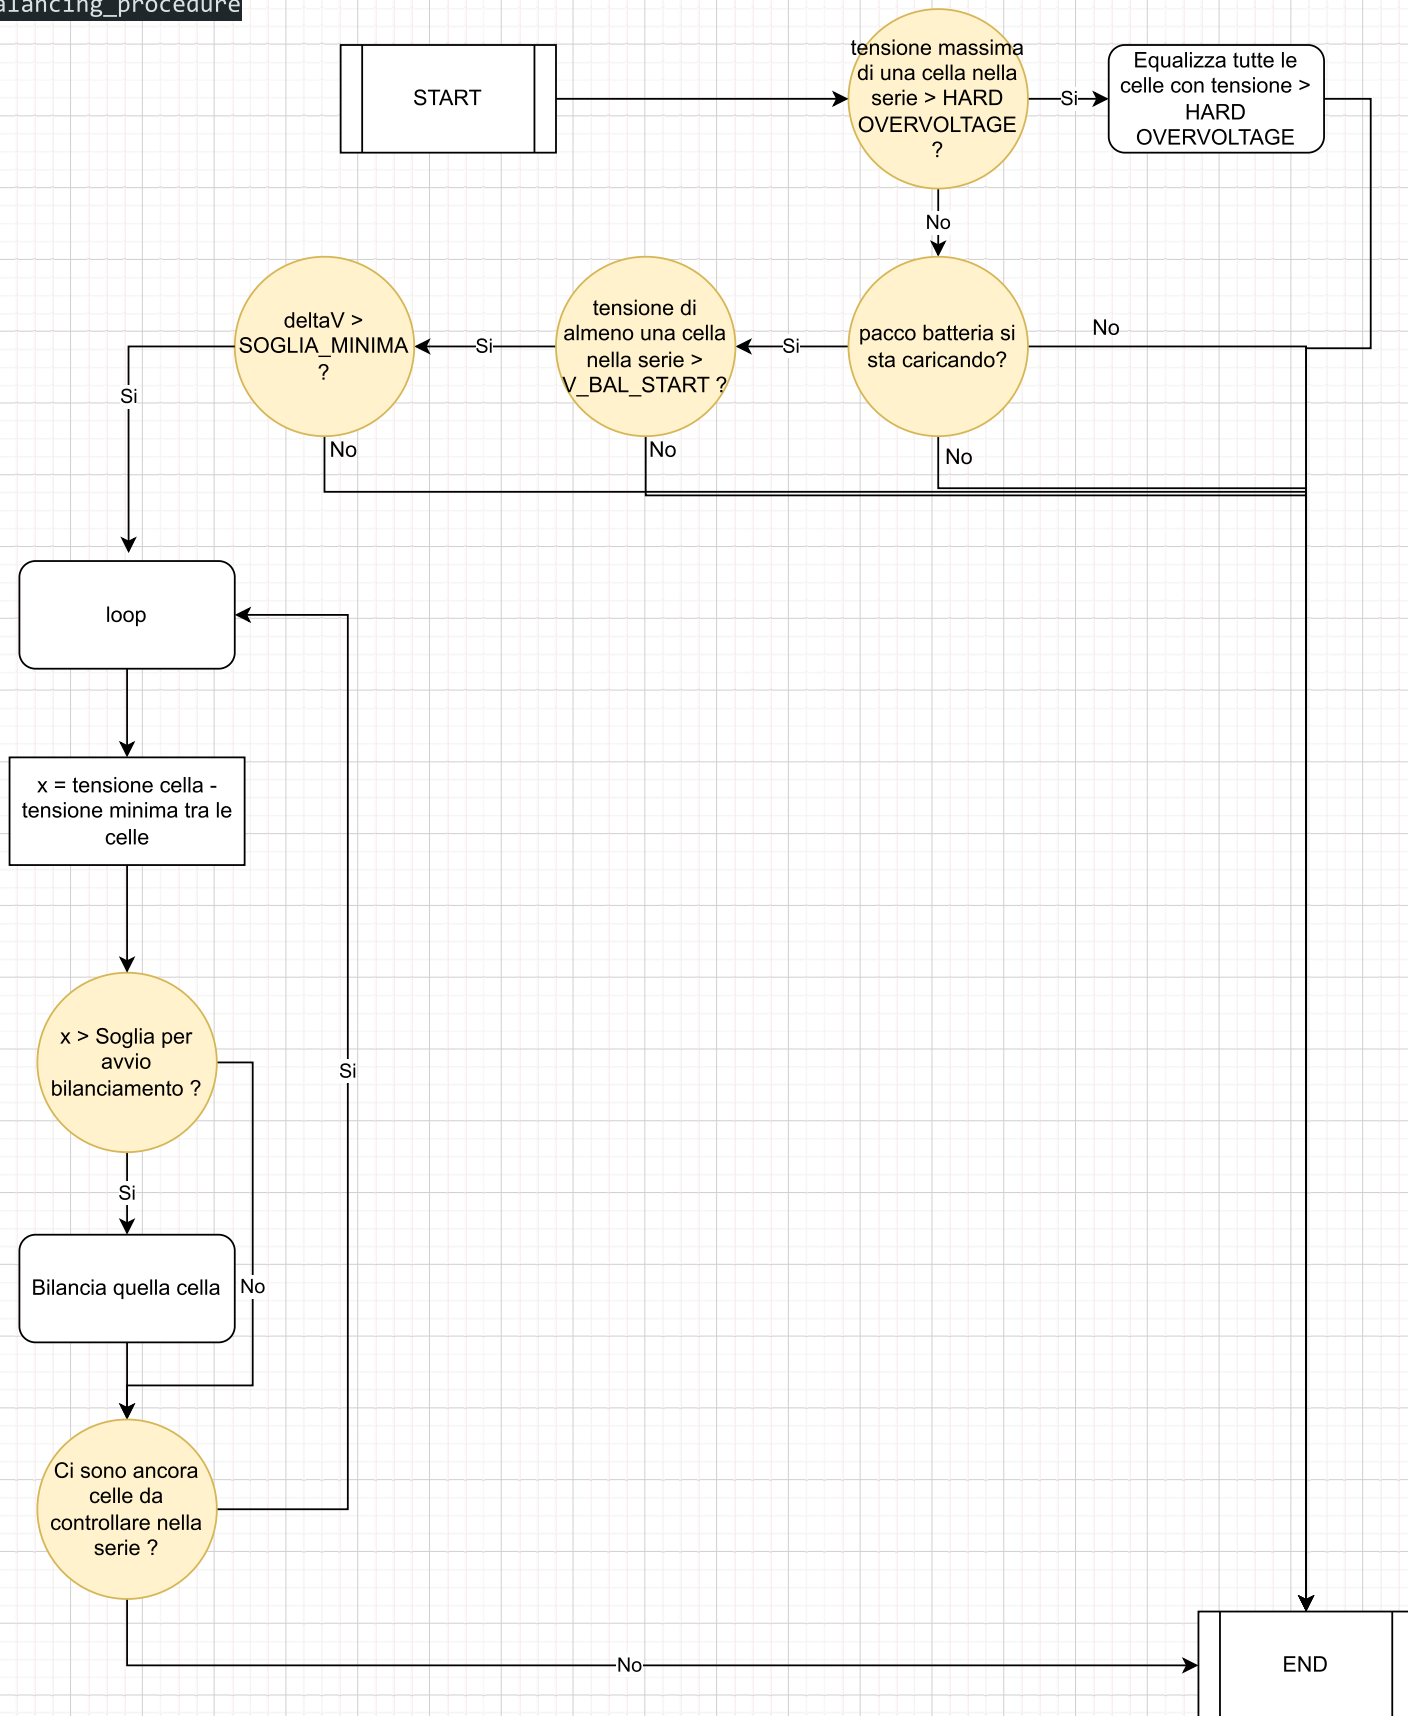 alancing_procedure
START
tensione massima
di una cella nella
serie > HARD
OVERVOLTAGE
?
Si
Equalizza tutte le
celle con tensione >
HARD
OVERVOLTAGE
No
deltaV >
SOGLIA_MINIMA
?
Si
tensione di
almeno una cella
nella serie >
V_BAL_START ?
Si
pacco batteria si
sta caricando?
No
Si
No
No
No
loop
x = tensione cella -
tensione minima tra le
celle
x > Soglia per
avvio
bilanciamento ?
Si
Si
Bilancia quella cella
No
Ci sono ancora
celle da
controllare nella
serie ?
No
END